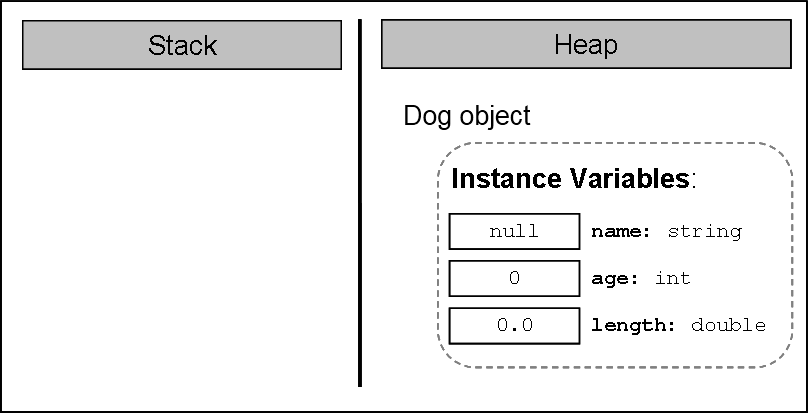 Stack
Heap
Dog object
Instance Variables:
null name: string
0 age: int
0.0 length: double